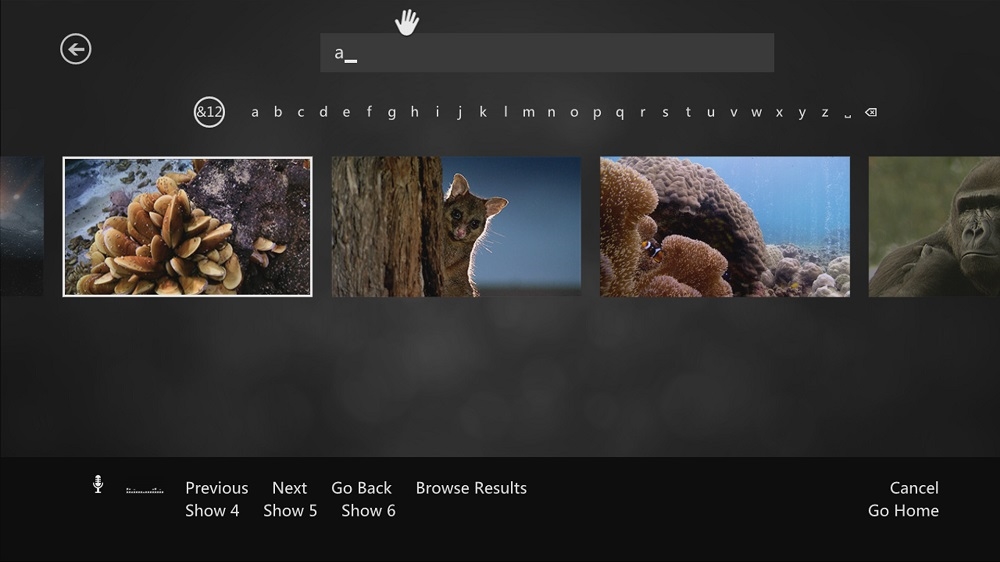 a_
&12 a b c d e f g h i j k l m n o p q r s t u v w x y z
Previous Next Go Back Browse Results Cancel
Show 4 Show 5 Show 6 Go Home